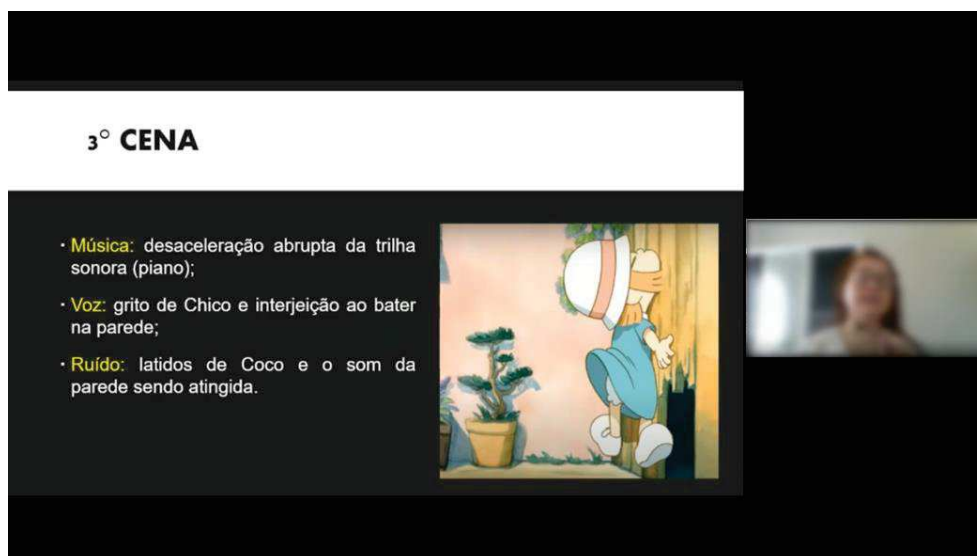 3° CENA
· Música: desaceleração abrupta da trilha
sonora (piano);
· Voz: grito de Chico e interjeição ao bater
na parede;
· Ruído: latidos de Coco e o som da
parede sendo atingida.